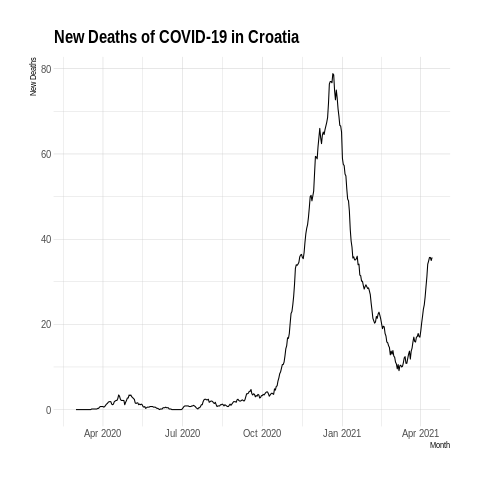 New Deaths of COVID-19 in Croatia
New Deaths
80
60
40
20
0
Apr 2020 Jul 2020 Oct 2020 Jan 2021 Apr 2021
Month